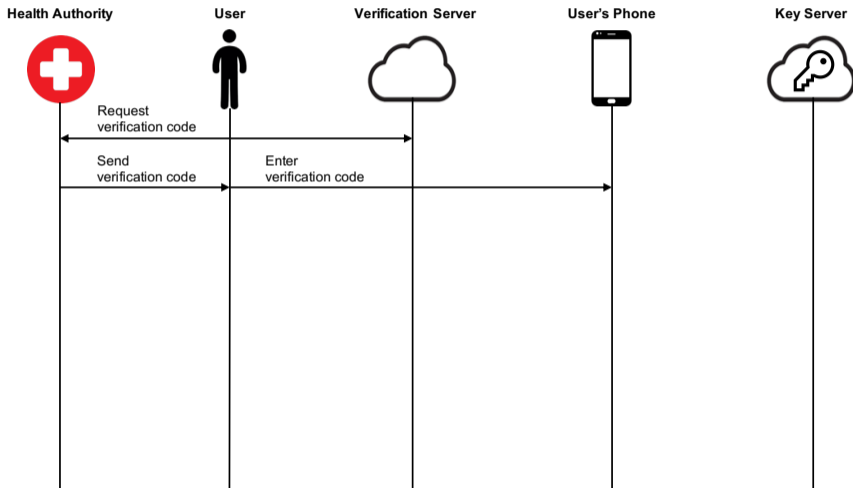 Health Authority
User
Verification Server
User's Phone
Key Server
Request
verification code
Send
verification code
Enter
verification code